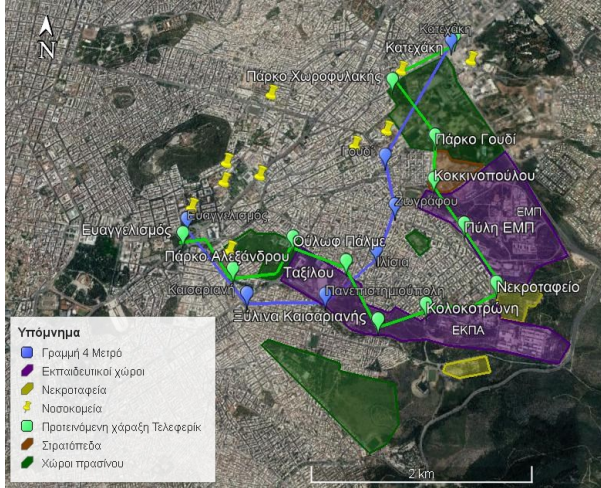 N
Κατεχάκη
Κατεχάκη
Πάρκο Χωροφυλακής
Γουδί
Πάρκο Γουδί
Κοκκινοπούλου
Ζωγράφου
ΕΜΠ
Πύλη ΕΜΠ
Ευαγγελισμός
Ευαγγελισμός
Ούλωφ Πάλμε
Πάρκο Αλεξάνδρου
Ταξίλου
Ιλίσια
Καισαριανή
Πανεπιστημιούπολη
Νεκροταφείο
Ξυλινα Καισαριανής
Κολοκοτρώνη
ΕΚΠΑ
Υπόμνημα
Γραμμή 4 Μετρό
Εκπαιδευτικοί χώροι
Νεκροταφεία
Νοσοκομεία
Προτεινόμενη χάραξη Τελεφερίκ
Στρατόπεδα
Χώροι πρασίνου
2 km